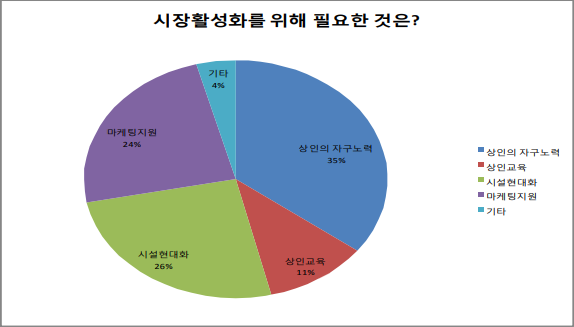 시장활성화를 위해 필요한 것은?
기타
4%
마케팅지원
24%
상인의 자구노력
35%
시설현대화
26%
상인교육
11%
상인의 자구노력
상인교육
시설현대화
마케팅지원
기타